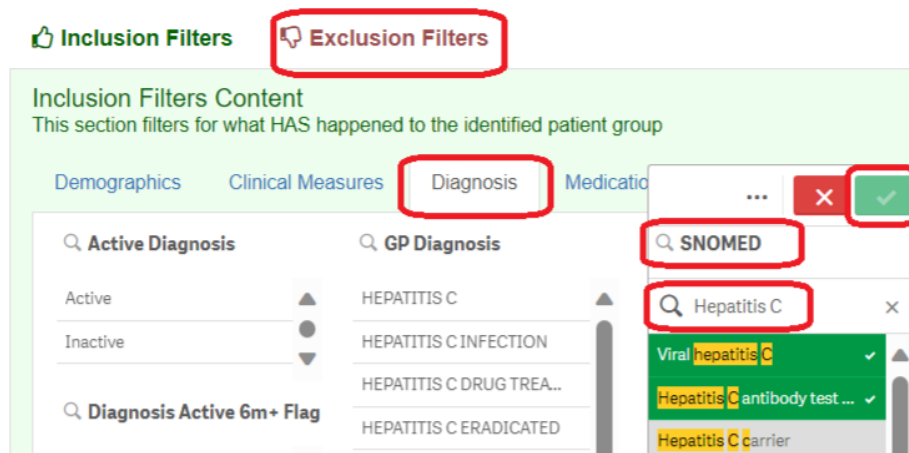 Inclusion Filters
Exclusion Filters
Inclusion Filters Content
This section filters for what HAS happened to the identified patient group
Demographics
Clinical Measures
Diagnosis
Medicatio
Active Diagnosis
Active
Inactive
Diagnosis Active 6m+ Flag
GP Diagnosis
HEPATITIS C
HEPATITIS C INFECTION
HEPATITIS C DRUG TREA...
HEPATITIS C ERADICATED
...
SNOMED
Hepatitis C
Viral hepatitis C
Hepatitis C antibody test ...
Hepatitis C carrier